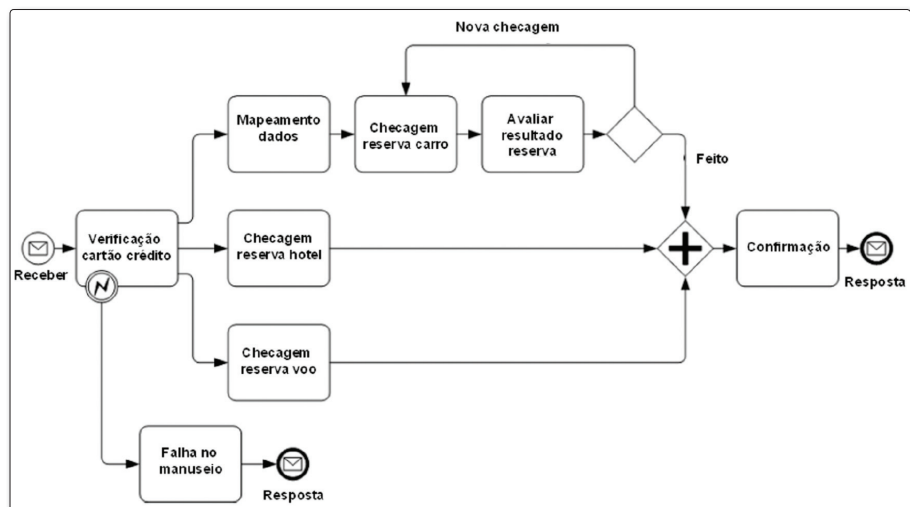 Nova checagem
Mapeamento
dados
Checagem
reserva carro
Avaliar
resultado
reserva
Feito
Receber
Verificação
cartão crédito
Checagem
reserva hotel
Confirmação
Resposta
Checagem
reserva voo
Falha no
manuseio
Resposta